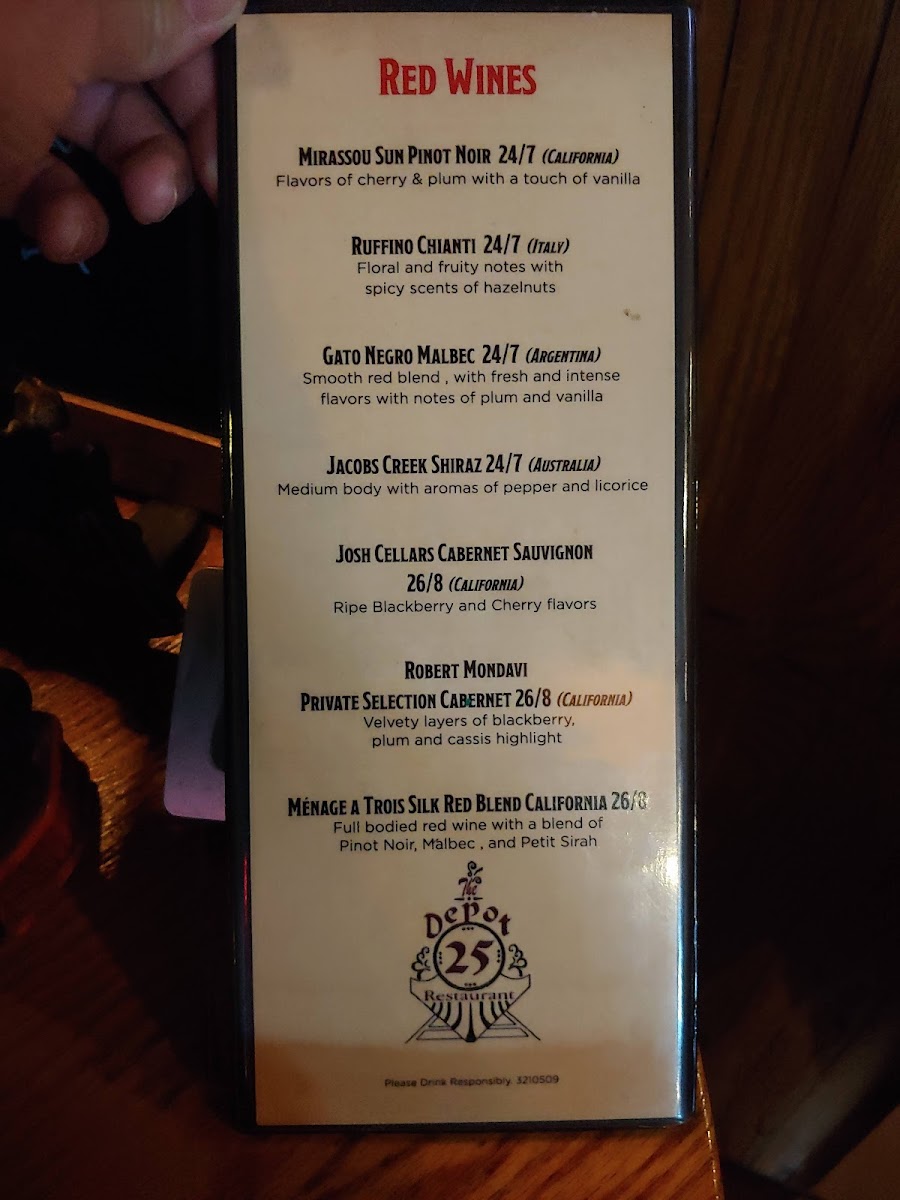 RED WINES
MIRASSOU SUN PINOT NOIR 24/7 (CALIFORNIA)
Flavors of cherry & plum with a touch of vanilla
RUFFINO CHIANTI 24/7 (ITALY)
Floral and fruity notes with
spicy scents of hazelnuts
GATO NEGRO MALBEC 24/7 (ARGENTINA)
Smooth red blend , with fresh and intense
flavors with notes of plum and vanilla
JACOBS CREEK SHIRAZ 24/7 (AUSTRALIA)
Medium body with aromas of pepper and licorice
JOSH CELLARS CABERNET SAUVIGNON
26/8 (CALIFORNIA)
Ripe Blackberry and Cherry flavors
ROBERT MONDAVI
PRIVATE SELECTION CABERNET 26/8 (CALIFORNIA)
Velvety layers of blackberry,
plum and cassis highlight
MÉNAGE A TROIS SILK RED BLEND CALIFORNIA 26/8
Full bodied red wine with a blend of
Pinot Noir, Malbec , and Petit Sirah
The
Depot
25
Restaurant
Please Drink Responsibly. 3210509